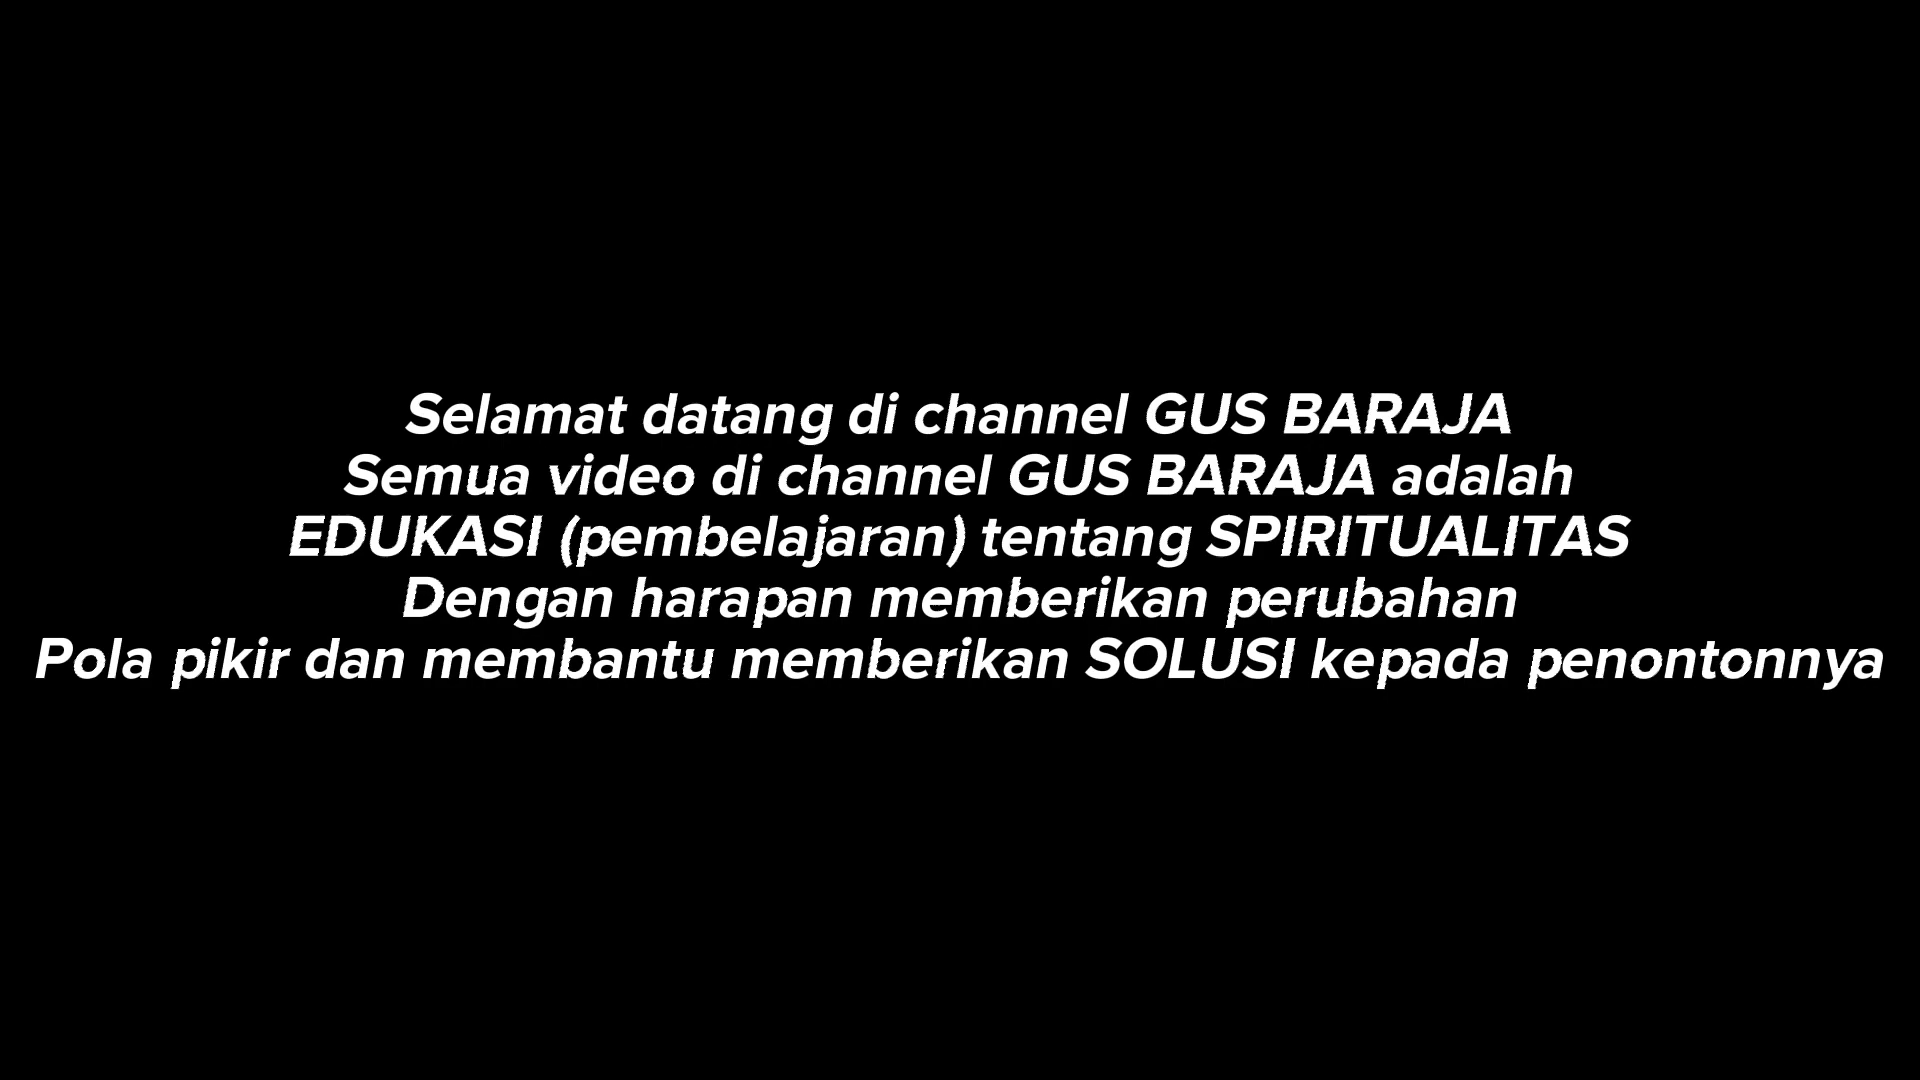 Selamat datang di channel GUS BARAJA
Semua video di channel GUS BARAJA adalah
EDUKASI (pembelajaran) tentang SPIRITUALITAS
Dengan harapan memberikan perubahan
Pola pikir dan membantu memberikan SOLUSI kepada penontonnya